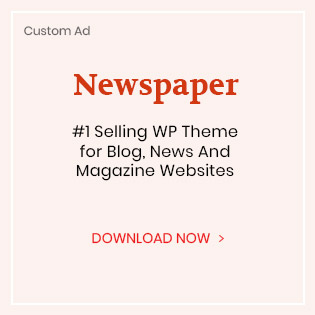 Custom Ad
Newspaper
#1 Selling WP Theme
for Blog, News And
Magazine Websites
DOWNLOAD NOW >